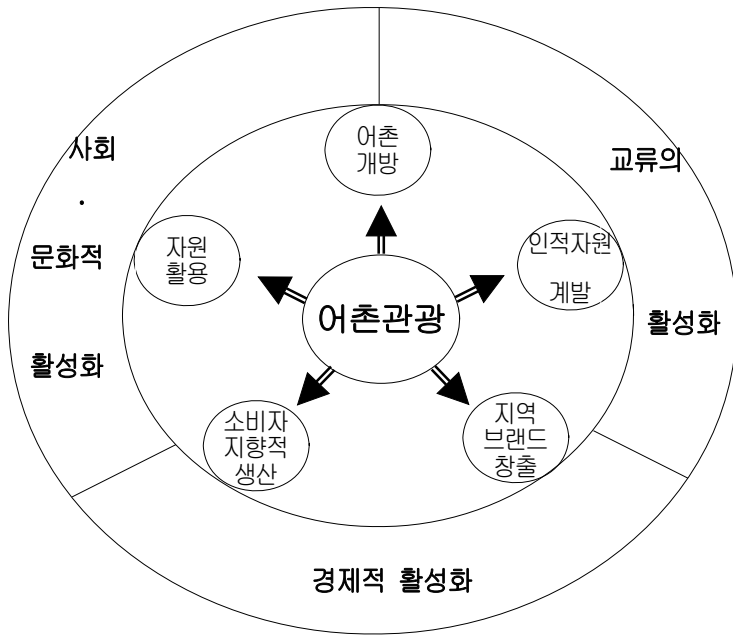 어촌
개방
사회
·
문화적
활성화
교류의
활성화
자원
활용
인적자원
계발
어촌관광
소비자
지향적
생산
지역
브랜드
창출
경제적 활성화